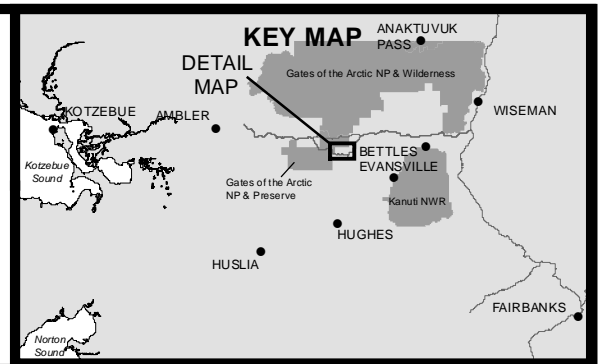 KEY MAP
ANAKTUVUK
PASS
DETAIL
MAP
Gates of the Arctic NP & Wilderness
KOTZEBUE
AMBLER
WISEMAN
Kotzebue
Sound
BETTLES
EVANSVILLE
Gates of the Arctic
NP & Preserve
Kanuti NWR
HUGHES
HUSLIA
FAIRBANKS
Norton
Sound